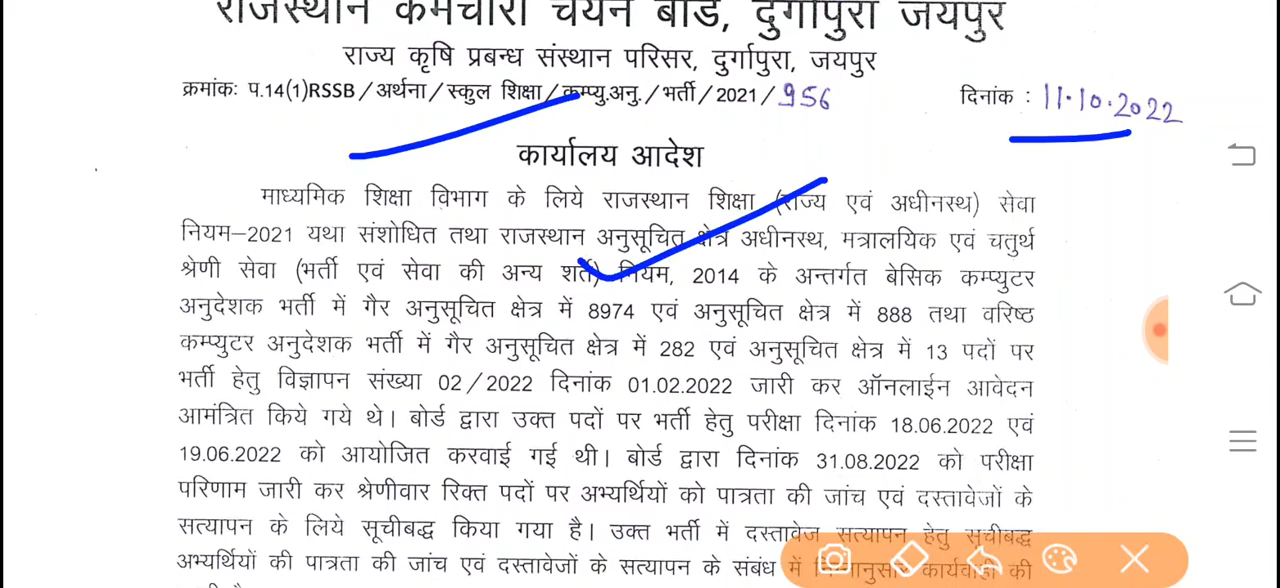 राजस्थान कर्मचारी चयन बोर्ड, दुर्गापुरा जयपुर
राज्य कृषि प्रबन्ध संस्थान परिसर, दुर्गापुरा, जयपुर
क्रमांकः प.14(1)RSSB/अर्थना/स्कूल शिक्षा/कम्प्यु.अनु./भर्ती/2021/956 दिनांक : 11.10.2022
कार्यालय आदेश
माध्यमिक शिक्षा विभाग के लिये राजस्थान शिक्षा (राज्य एवं अधीनस्थ) सेवा
नियम–2021 यथा संशोधित तथा राजस्थान अनुसूचित क्षेत्र अधीनस्थ, मंत्रालयिक एवं चतुर्थ
श्रेणी सेवा (भर्ती एवं सेवा की अन्य शर्ते) नियम, 2014 के अन्तर्गत बेसिक कम्प्युटर
अनुदेशक भर्ती में गैर अनुसूचित क्षेत्र में 8974 एवं अनुसूचित क्षेत्र में 888 तथा वरिष्ठ
कम्प्युटर अनुदेशक भर्ती में गैर अनुसूचित क्षेत्र में 282 एवं अनुसूचित क्षेत्र में 13 पदों पर
भर्ती हेतु विज्ञापन संख्या 02/2022 दिनांक 01.02.2022 जारी कर ऑनलाईन आवेदन
आमंत्रित किये गये थे। बोर्ड द्वारा उक्त पदों पर भर्ती हेतु परीक्षा दिनांक 18.06.2022 एवं
19.06.2022 को आयोजित करवाई गई थी। बोर्ड द्वारा दिनांक 31.08.2022 को परीक्षा
परिणाम जारी कर श्रेणीवार रिक्त पदों पर अभ्यर्थियों को पात्रता की जांच एवं दस्तावेजों के
सत्यापन के लिये सूचीबद्ध किया गया है। उक्त भर्ती में दस्तावेज सत्यापन हेतु सूचीबद्ध
अभ्यर्थियों की पात्रता की जांच एवं दस्तावेजों के सत्यापन के संबंध में निम्नानुसार कार्यवाही की